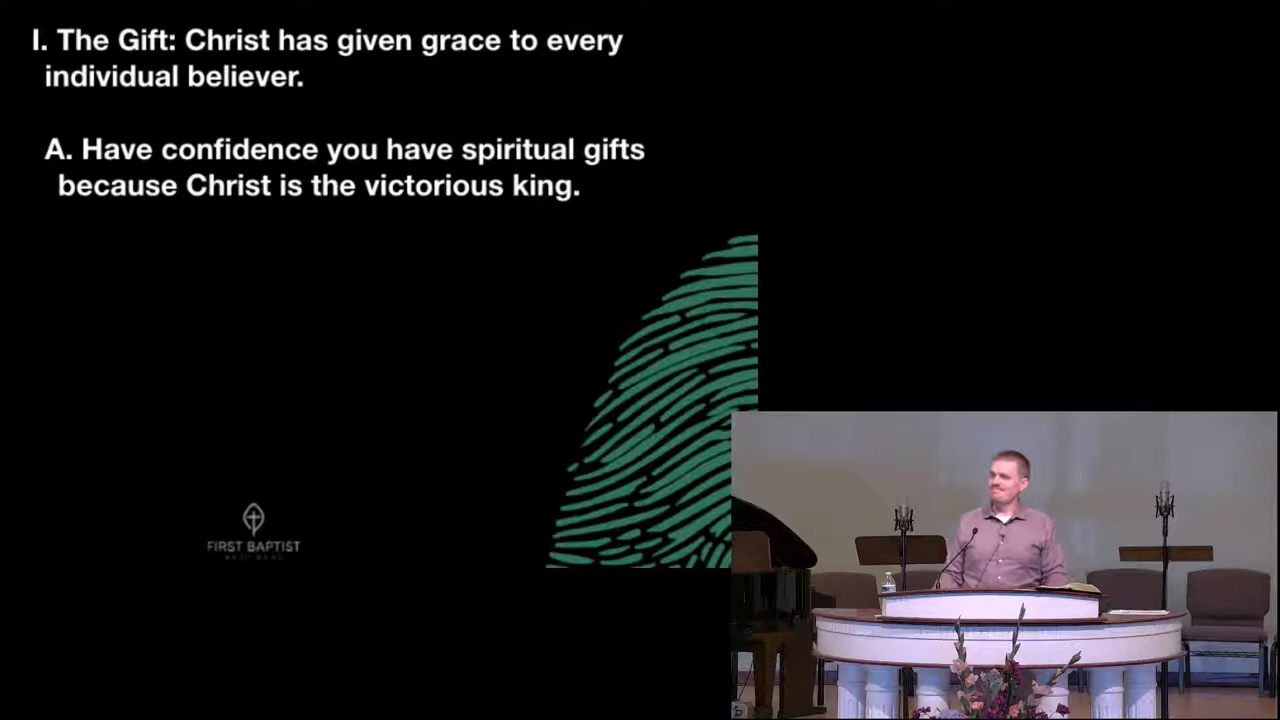 I. The Gift: Christ has given grace to every
individual believer.
A. Have confidence you have spiritual gifts
because Christ is the victorious king.
FIRST BAPTIST